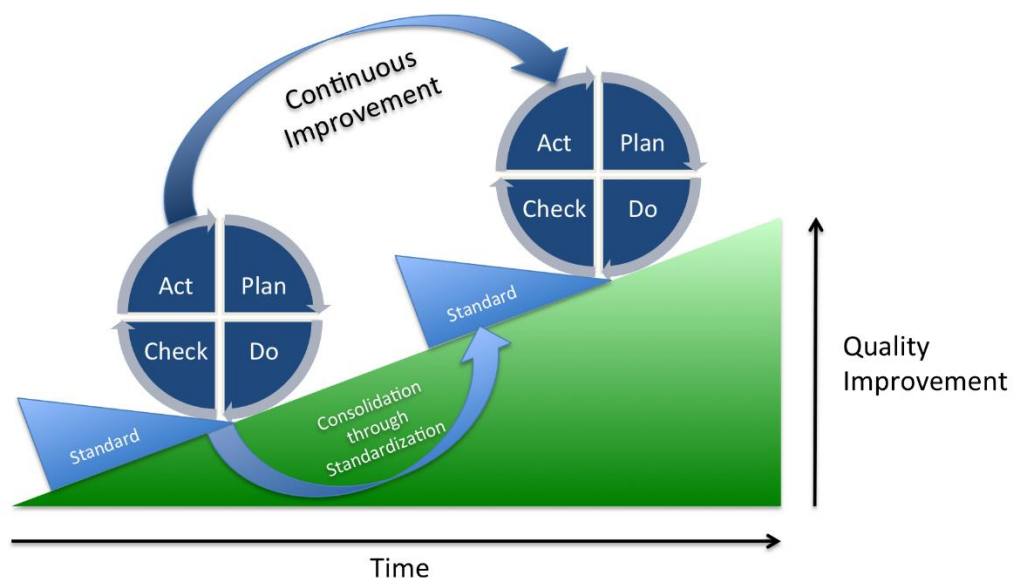 Continuous
Improvement
Act
Plan
Check
Do
Act
Plan
Check
Do
Standard
Standard
Consolidation
through
Standardization
Quality
Improvement
Time